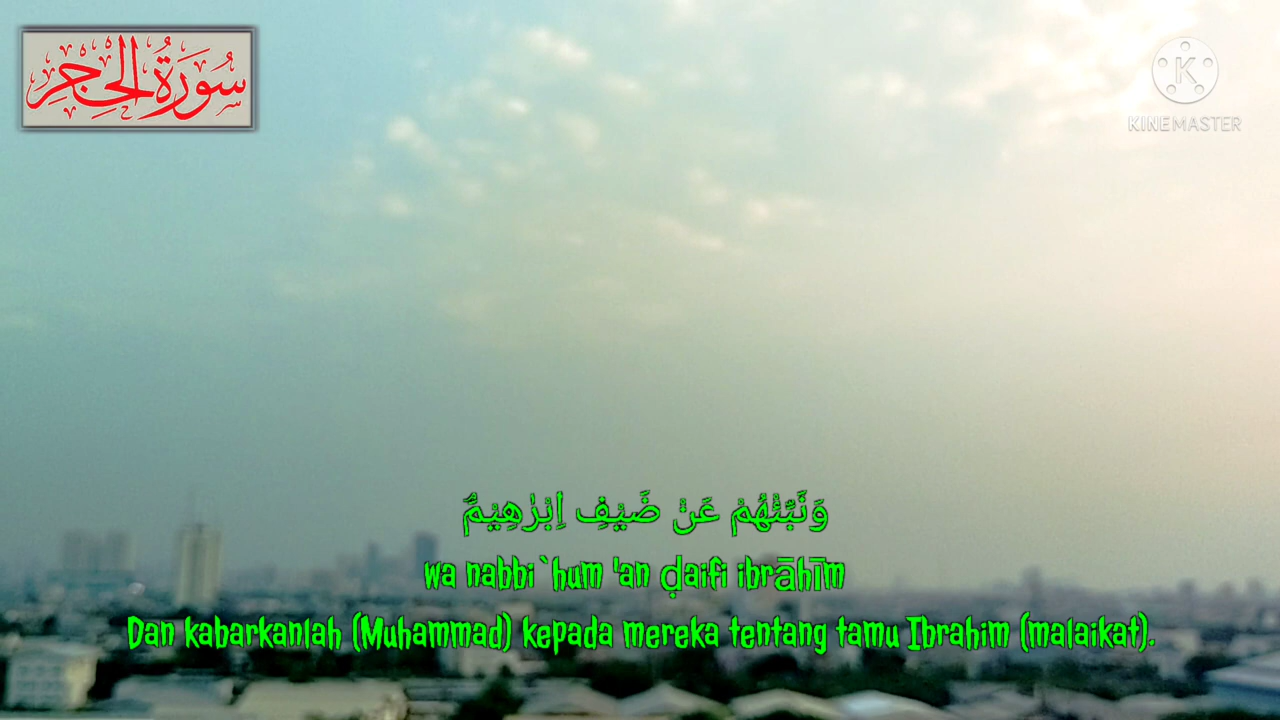 سُورَةُ الحِجرِ
KINEMASTER
وَنَبِّئْهُمْ عَنْ ضَيْفِ اِبْرٰهِيْمَۘ
wa nabbi`hum 'an ḍaifi ibrāhīm
Dan kabarkanlah (Muhammad) kepada mereka tentang tamu Ibrahim (malaikat).